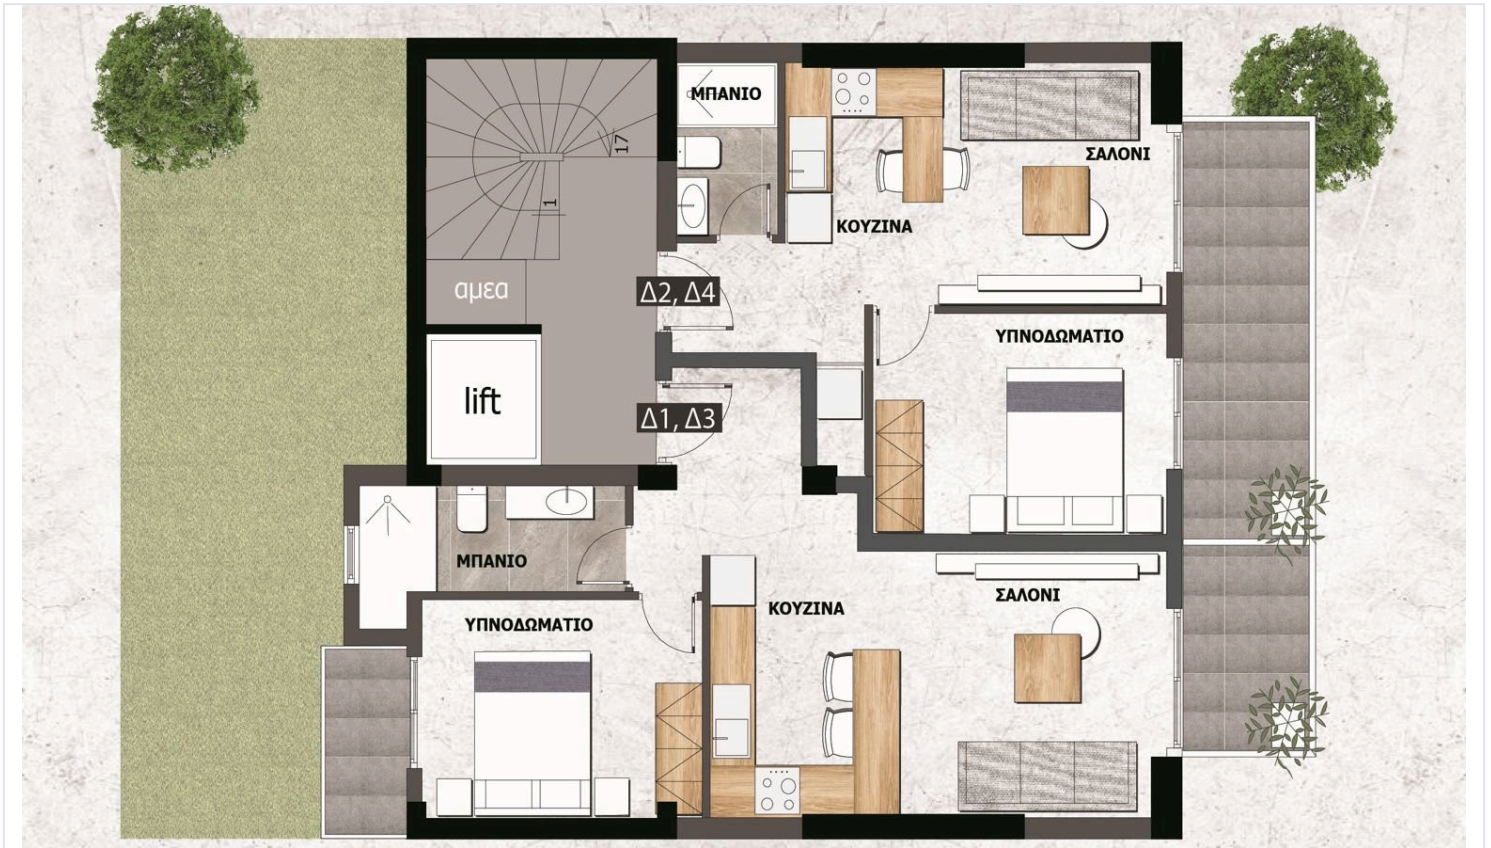 ΜΠΑΝΙΟ
17
ΣΑΛΟΝΙ
1
ΚΟΥΖΙΝΑ
αμεα
Δ2, Δ4
ΥΠΝΟΔΩΜΑΤΙΟ
lift
Δ1, Δ3
ΜΠΑΝΙΟ
ΣΑΛΟΝΙ
ΚΟΥΖΙΝΑ
ΥΠΝΟΔΩΜΑΤΙΟ